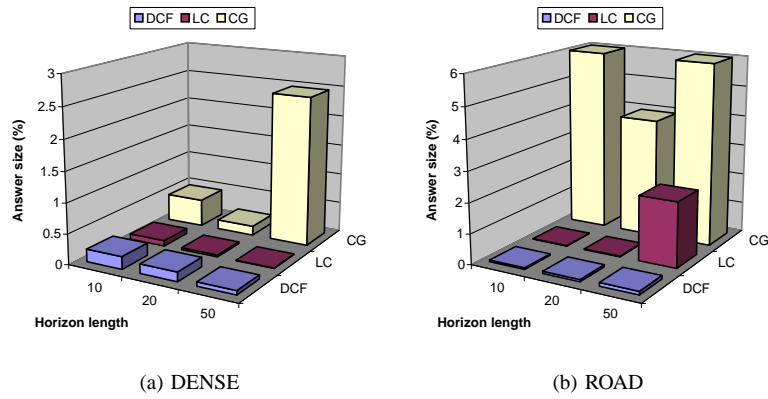 DCF LC CG
3
2.5
2
1.5
1
0.5
0
Answer size (%)
10
20
50
Horizon length
DCF
LC
CG
(a) DENSE
DCF LC CG
6
5
4
3
2
1
0
Answer size (%)
10
20
50
Horizon length
DCF
LC
CG
(b) ROAD